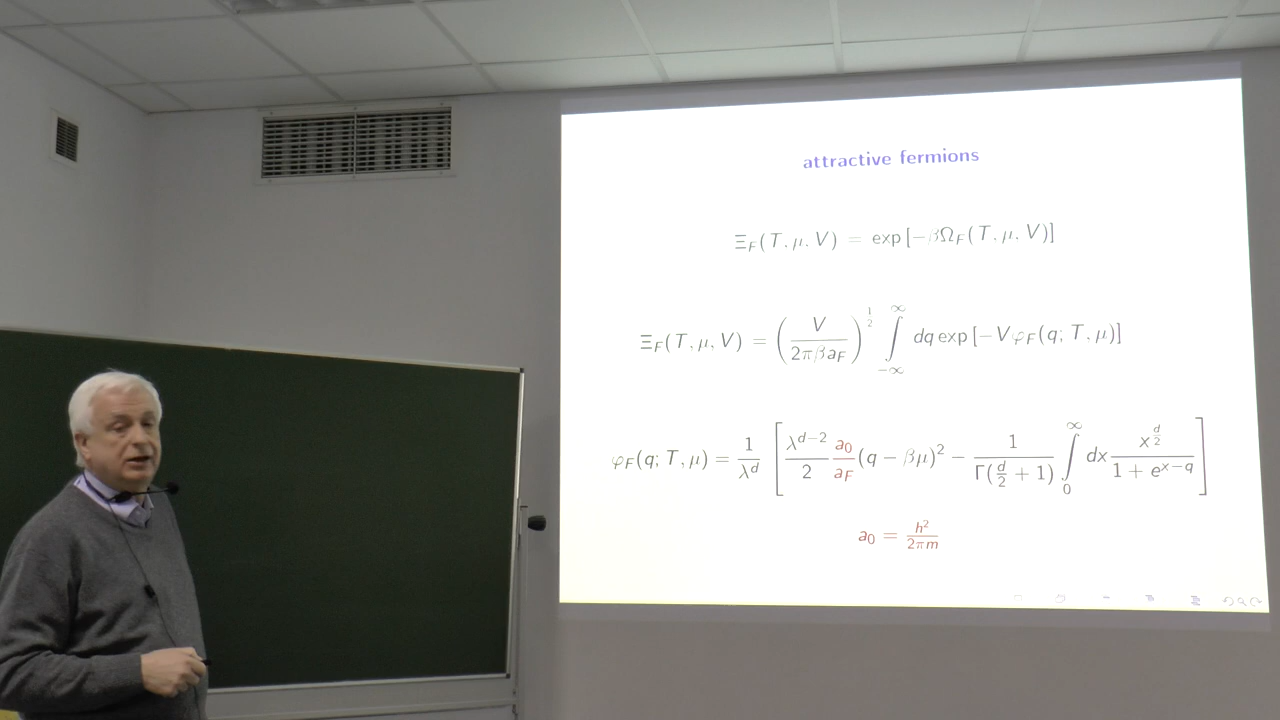 attractive fermions
Ξ_F(T, μ, V) = exp [−βΩ_F(T, μ, V)]
Ξ_F(T, μ, V) = (V / 2πβa_F)^{1/2} ∫_{−∞}^{∞} dq exp [−Vφ_F(q; T, μ)]
φ_F(q; T, μ) = 1/λ^d [ λ^{d−2}/2 a_0/a_F (q − βμ)^2 − 1/Γ(d/2 + 1) ∫_0^∞ dx x^{d/2} / (1 + e^{x−q}) ]
a_0 = h^2 / 2πm